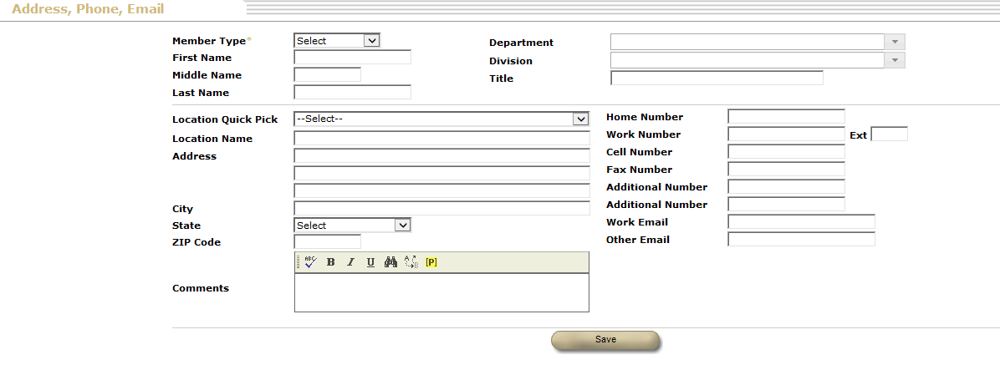 Address, Phone, Email
Member Type* Select
First Name
Middle Name
Last Name
Department
Division
Title
Location Quick Pick --Select--
Location Name
Address
City
State Select
ZIP Code
ABC B I U A B [P]
Comments
Home Number
Work Number Ext
Cell Number
Fax Number
Additional Number
Additional Number
Work Email
Other Email
Save